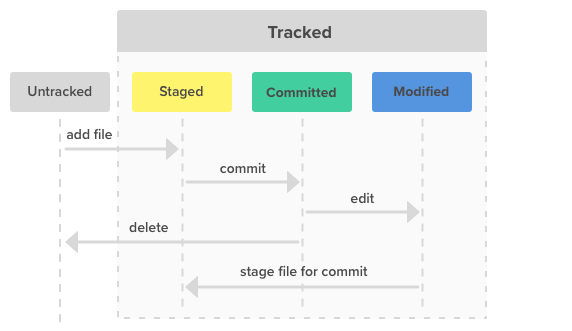 Tracked
Untracked
Staged
Committed
Modified
add file
commit
edit
delete
stage file for commit